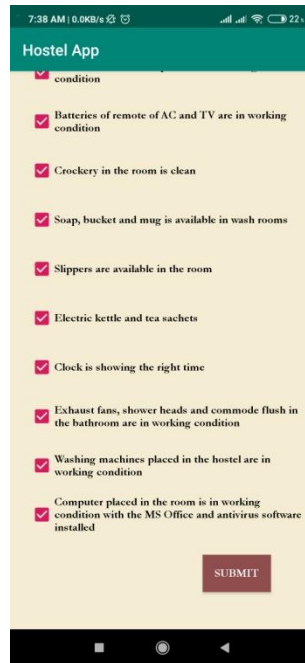 7:38 AM | 0.0KB/s
22
Hostel App
condition
Batteries of remote of AC and TV are in working
condition
Crockery in the room is clean
Soap, bucket and mug is available in wash rooms
Slippers are available in the room
Electric kettle and tea sachets
Clock is showing the right time
Exhaust fans, shower heads and commode flush in
the bathroom are in working condition
Washing machines placed in the hostel are in
working condition
Computer placed in the room is in working
condition with the MS Office and antivirus software
installed
SUBMIT